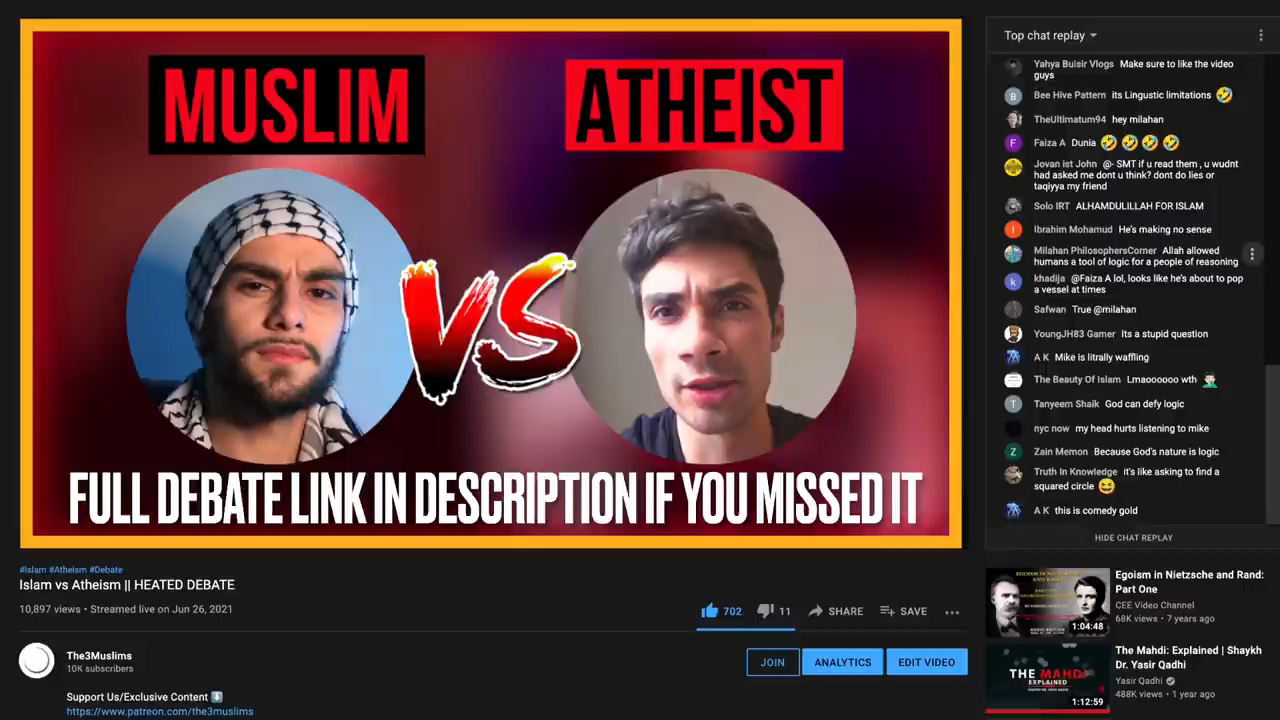 MUSLIM
ATHEIST
VS
FULL DEBATE LINK IN DESCRIPTION IF YOU MISSED IT
#Islam #Atheism #Debate
Islam vs Atheism || HEATED DEBATE
10,897 views • Streamed live on Jun 26, 2021
702
11
SHARE
SAVE
The3Muslims
10K subscribers
JOIN
ANALYTICS
EDIT VIDEO
Support Us/Exclusive Content ⬇️
https://www.patreon.com/the3muslims
Top chat replay
Yahya Buisir Vlogs Make sure to like the video
guys
B
Bee Hive Pattern its Lingustic limitations 🤣
TheUltimatum94 hey milahan
F
Faiza A Dunia 🤣 🤣 🤣 🤣
Jovan ist John @- SMT if u read them , u wudnt
had asked me dont u think? dont do lies or
taqiyya my friend
Solo IRT ALHAMDULILLAH FOR ISLAM
I
Ibrahim Mohamud He's making no sense
Milahan PhilosophersCorner Allah allowed
humans a tool of logic for a people of reasoning
k
khadija @Faiza A lol, looks like he's about to pop
a vessel at times
Safwan True @milahan
YoungJH83 Gamer Its a stupid question
A K Mike is litrally waffling
The Beauty Of Islam Lmaoooooo wth 🤦🏻‍♂️
T
Tanyeem Shaik God can defy logic
nyc now my head hurts listening to mike
Z
Zain Memon Because God's nature is logic
Truth In Knowledge it's like asking to find a
squared circle 😆
A K this is comedy gold
HIDE CHAT REPLAY
1:04:48
Egoism in Nietzsche and Rand:
Part One
CEE Video Channel
68K views • 7 years ago
THE MAHDI
EXPLAINED
1:12:59
The Mahdi: Explained | Shaykh
Dr. Yasir Qadhi
Yasir Qadhi
488K views • 1 year ago